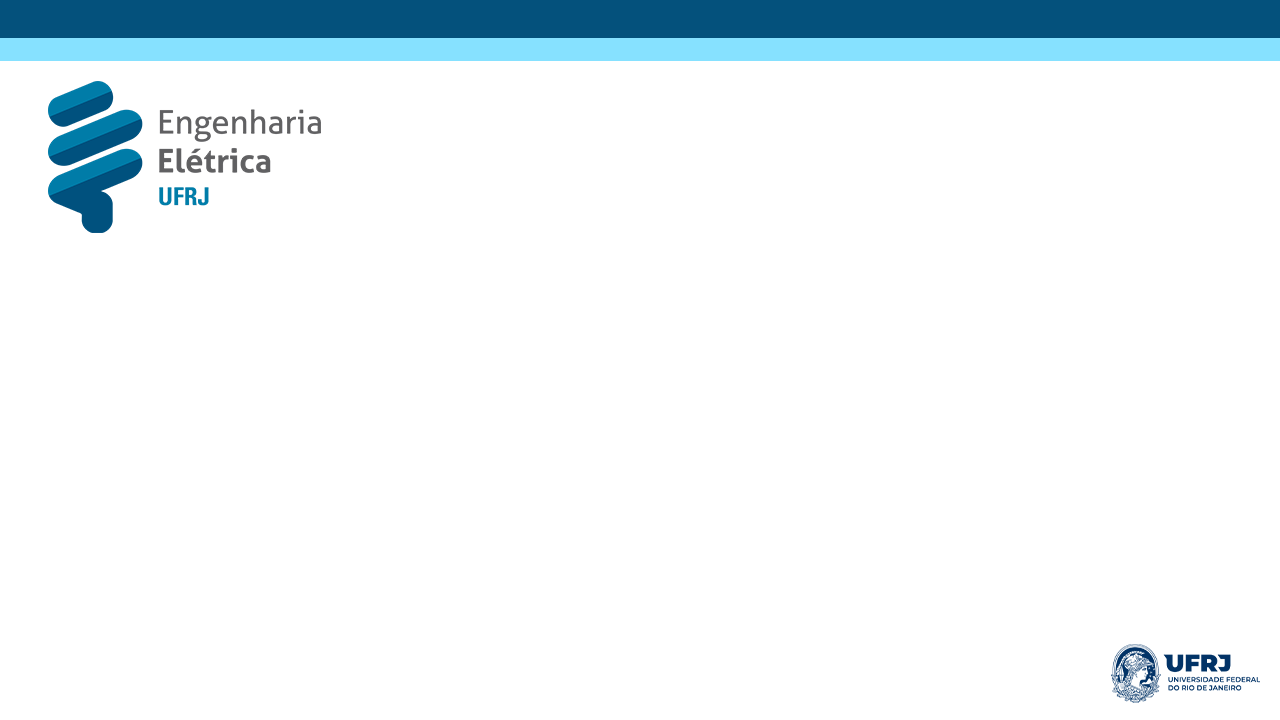 Engenharia
Elétrica
UFRJ
UFRJ
UNIVERSIDADE FEDERAL
DO RIO DE JANEIRO